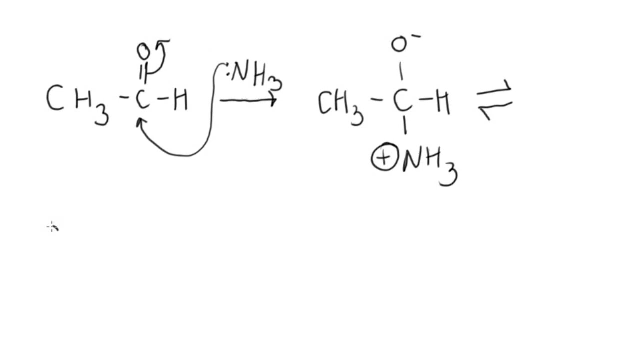 O :NH3 O-
CH3-C-H → CH3-C-H ⇌
⊕NH3